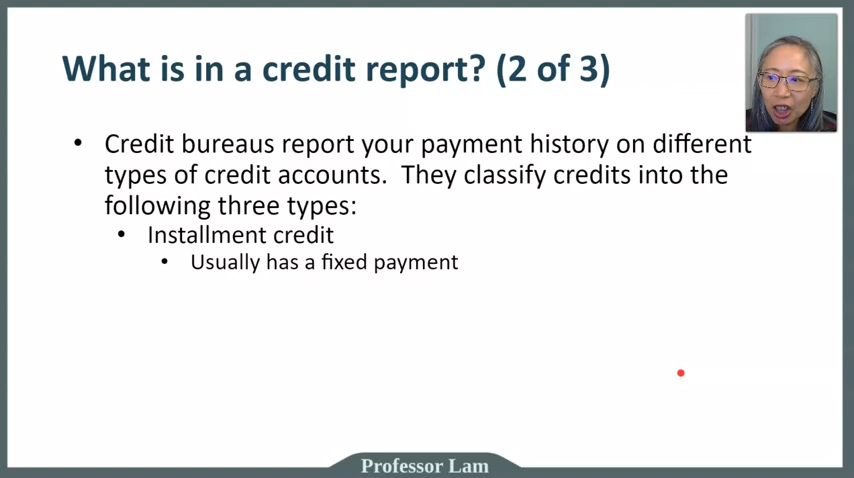 What is in a credit report? (2 of 3)
• Credit bureaus report your payment history on different
types of credit accounts.  They classify credits into the
following three types:
• Installment credit
• Usually has a fixed payment
Professor Lam